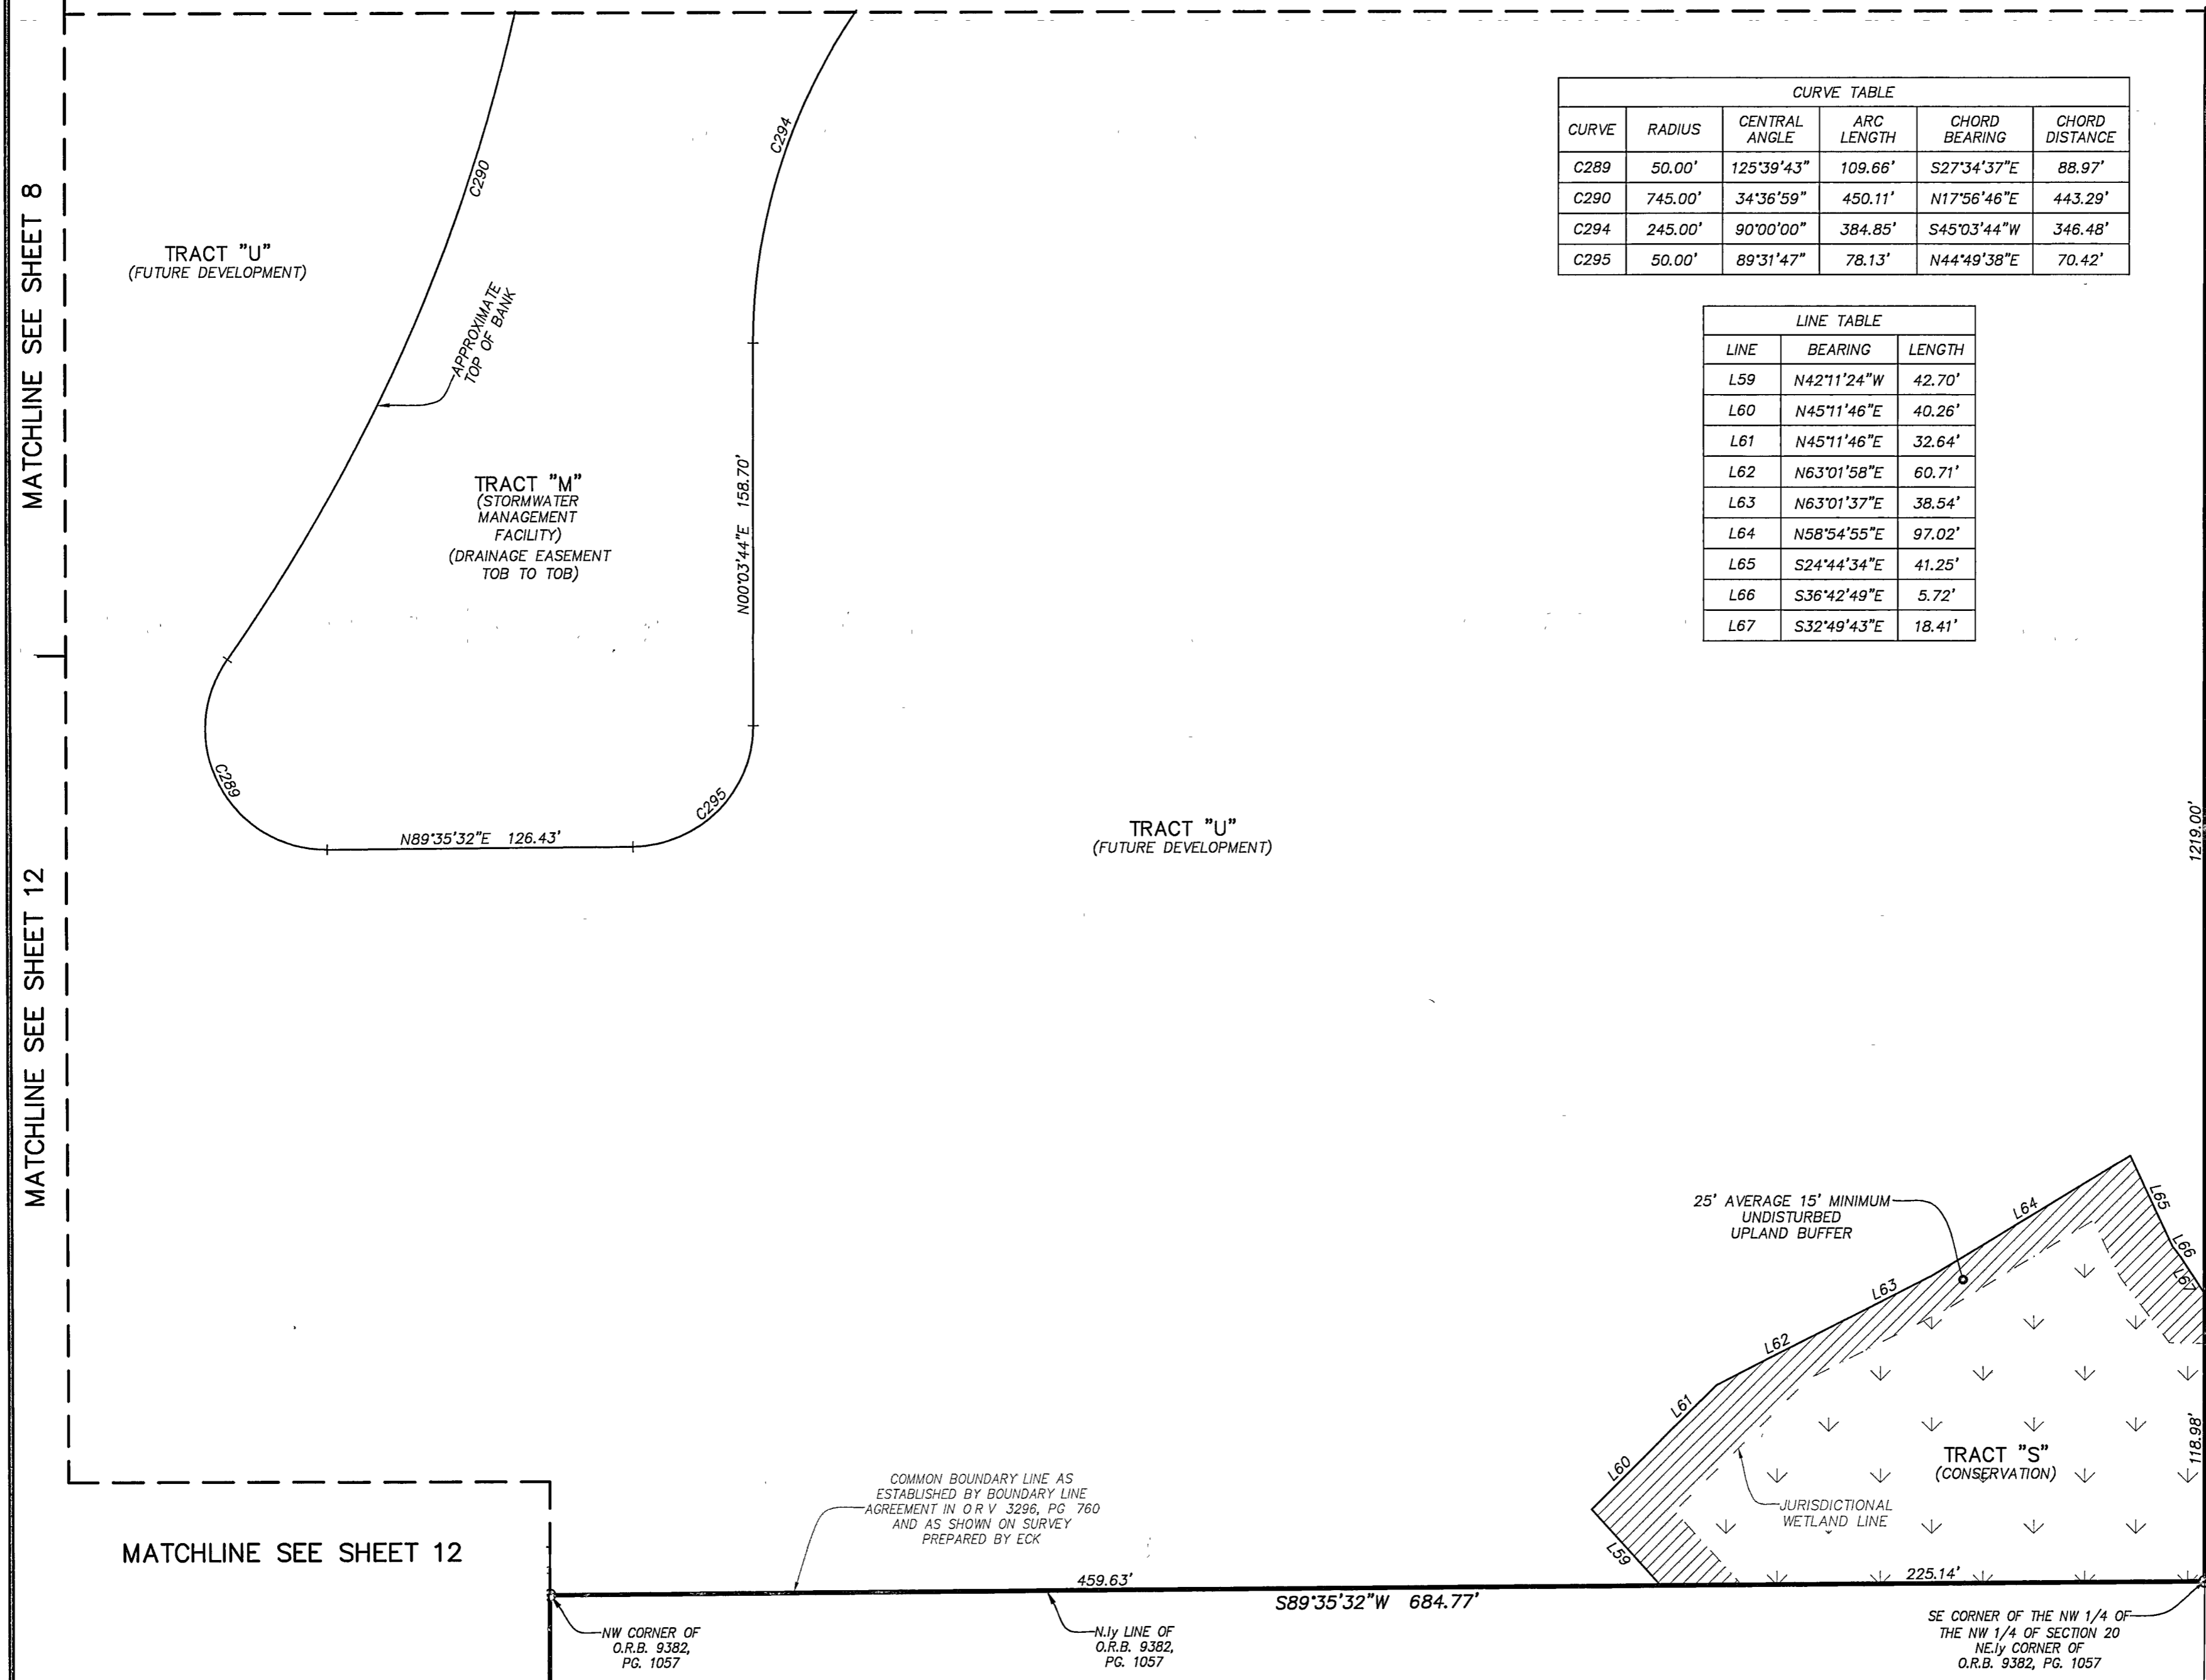 MATCHLINE SEE SHEET 8
MATCHLINE SEE SHEET 12
C290
C294
TRACT "U"
(FUTURE DEVELOPMENT)
APPROXIMATE
TOP OF BANK
TRACT "M"
(STORMWATER
MANAGEMENT
FACILITY)
(DRAINAGE EASEMENT
TOB TO TOB)
N00°03'44"E 158.70'
C289
N89°35'32"E 126.43'
C295
TRACT "U"
(FUTURE DEVELOPMENT)
CURVE TABLE
CURVE RADIUS CENTRAL ANGLE ARC LENGTH CHORD BEARING CHORD DISTANCE
C289 50.00' 125°39'43" 109.66' S27°34'37"E 88.97'
C290 745.00' 34°36'59" 450.11' N17°56'46"E 443.29'
C294 245.00' 90°00'00" 384.85' S45°03'44"W 346.48'
C295 50.00' 89°31'47" 78.13' N44°49'38"E 70.42'
LINE TABLE
LINE BEARING LENGTH
L59 N42°11'24"W 42.70'
L60 N45°11'46"E 40.26'
L61 N45°11'46"E 32.64'
L62 N63°01'58"E 60.71'
L63 N63°01'37"E 38.54'
L64 N58°54'55"E 97.02'
L65 S24°44'34"E 41.25'
L66 S36°42'49"E 5.72'
L67 S32°49'43"E 18.41'
1219.00'
25' AVERAGE 15' MINIMUM
UNDISTURBED
UPLAND BUFFER
L64
L65
L66
L67
L63
L62
L61
L60
L59
TRACT "S"
(CONSERVATION)
118.98'
JURISDICTIONAL
WETLAND LINE
COMMON BOUNDARY LINE AS
ESTABLISHED BY BOUNDARY LINE
AGREEMENT IN O R V 3296, PG 760
AND AS SHOWN ON SURVEY
PREPARED BY ECK
MATCHLINE SEE SHEET 12
459.63'
225.14'
S89°35'32"W 684.77'
NW CORNER OF
O.R.B. 9382,
PG. 1057
N.ly LINE OF
O.R.B. 9382,
PG. 1057
SE CORNER OF THE NW 1/4 OF
THE NW 1/4 OF SECTION 20
NE.ly CORNER OF
O.R.B. 9382, PG. 1057